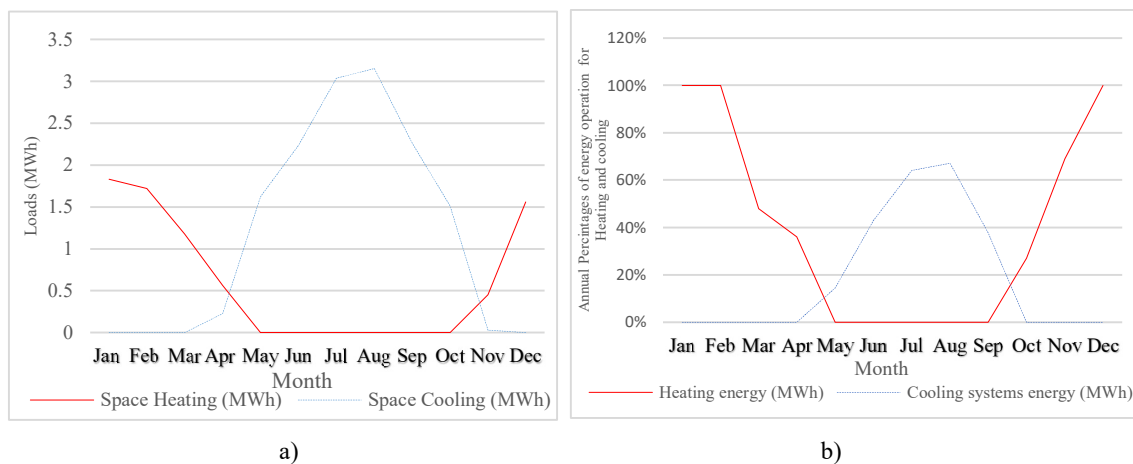 3.5
3
2.5
2
1.5
1
0.5
0
Loads (MWh)
Jan Feb Mar Apr May Jun Jul Aug Sep Oct Nov Dec
Month
Space Heating (MWh) Space Cooling (MWh)
a)
120%
100%
80%
60%
40%
20%
0%
Annual Percintages of energy operation for
Heating and cooling
Jan Feb Mar Apr May Jun Jul Aug Sep Oct Nov Dec
Month
Heating energy (MWh) Cooling systems energy (MWh)
b)